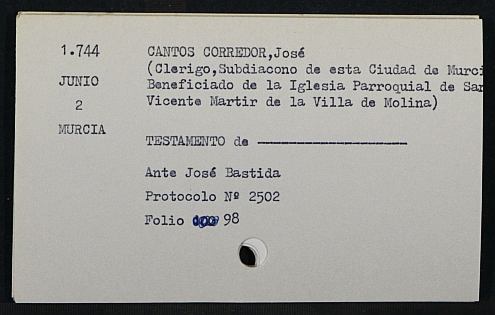 1.744 CANTOS CORREDOR,José
(Clerigo,Subdiacono de esta Ciudad de Murci
JUNIO Beneficiado de la Iglesia Parroquial de San
2 Vicente Martir de la Villa de Molina)
MURCIA
TESTAMENTO de
Ante José Bastida
Protocolo Nº 2502
Folio 98